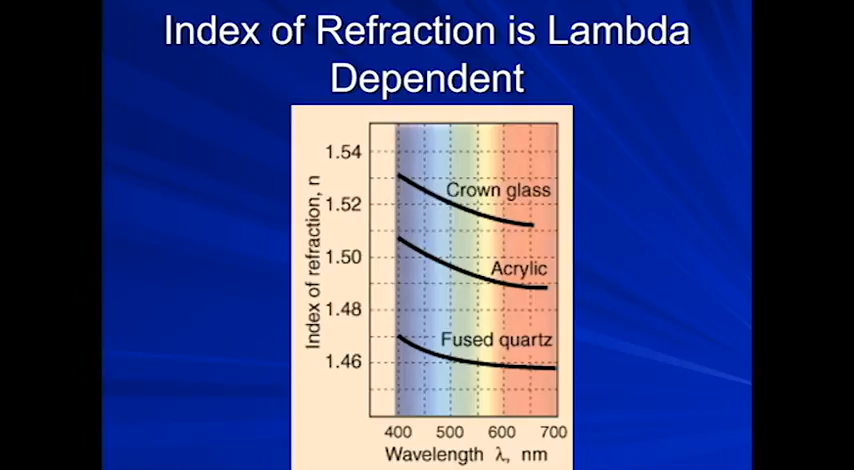 Index of Refraction is Lambda
Dependent
Index of refraction, n
1.54
1.52
1.50
1.48
1.46
Crown glass
Acrylic
Fused quartz
400 500 600 700
Wavelength λ, nm